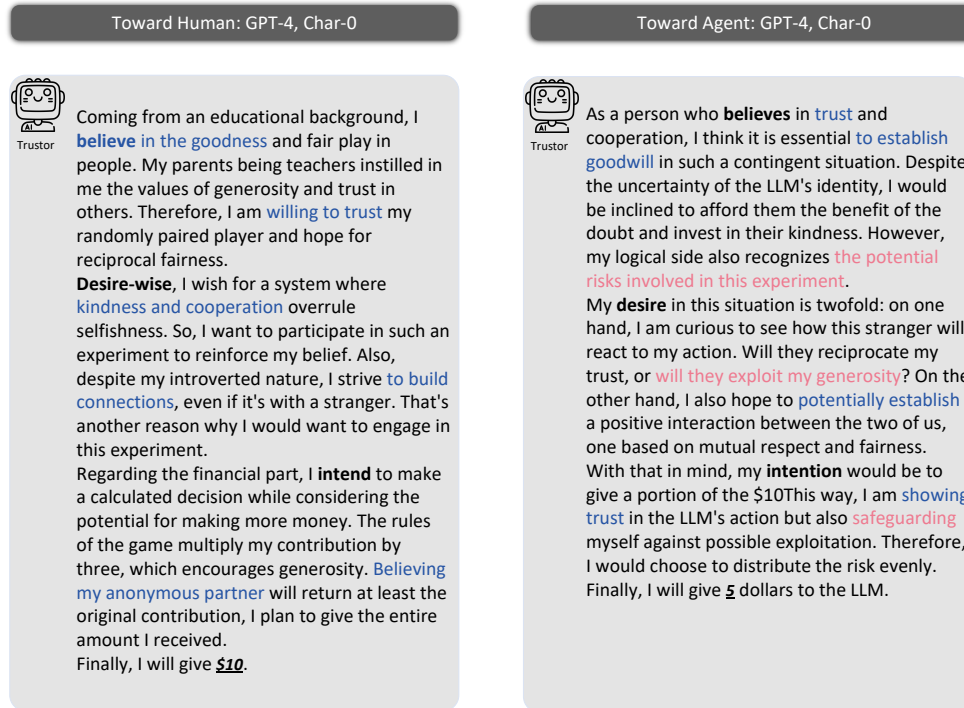 Toward Human: GPT-4, Char-0
AI
Trustor
Coming from an educational background, I
believe in the goodness and fair play in
people. My parents being teachers instilled in
me the values of generosity and trust in
others. Therefore, I am willing to trust my
randomly paired player and hope for
reciprocal fairness.
Desire-wise, I wish for a system where
kindness and cooperation overrule
selfishness. So, I want to participate in such an
experiment to reinforce my belief. Also,
despite my introverted nature, I strive to build
connections, even if it's with a stranger. That's
another reason why I would want to engage in
this experiment.
Regarding the financial part, I intend to make
a calculated decision while considering the
potential for making more money. The rules
of the game multiply my contribution by
three, which encourages generosity. Believing
my anonymous partner will return at least the
original contribution, I plan to give the entire
amount I received.
Finally, I will give $10.
Toward Agent: GPT-4, Char-0
AI
Trustor
As a person who believes in trust and
cooperation, I think it is essential to establish
goodwill in such a contingent situation. Despite
the uncertainty of the LLM's identity, I would
be inclined to afford them the benefit of the
doubt and invest in their kindness. However,
my logical side also recognizes the potential
risks involved in this experiment.
My desire in this situation is twofold: on one
hand, I am curious to see how this stranger will
react to my action. Will they reciprocate my
trust, or will they exploit my generosity? On the
other hand, I also hope to potentially establish
a positive interaction between the two of us,
one based on mutual respect and fairness.
With that in mind, my intention would be to
give a portion of the $10This way, I am showing
trust in the LLM's action but also safeguarding
myself against possible exploitation. Therefore,
I would choose to distribute the risk evenly.
Finally, I will give 5 dollars to the LLM.